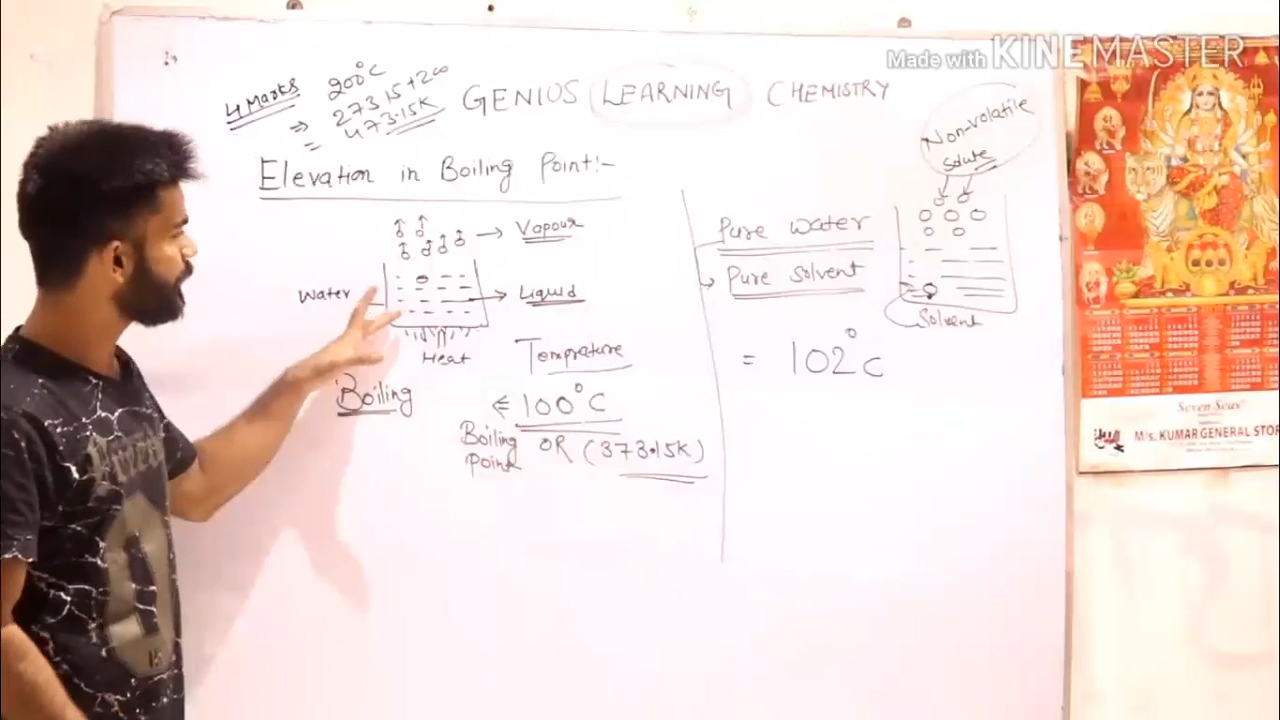 Made with KINEMASTER
4 Marks 200°C
⇒ 273.15+200
= 473.15K
GENIUS LEARNING CHEMISTRY
Elevation in Boiling Point:-
Vapour
Water
Liquid
Heat
Temprature
Boiling
⇐ 100°C
Boiling Point
OR (373.15K)
Non-volatile
Solute
Pure water
Pure Solvent
Solvent
= 102°C
Seven Seas
M/s. KUMAR GENERAL STOR